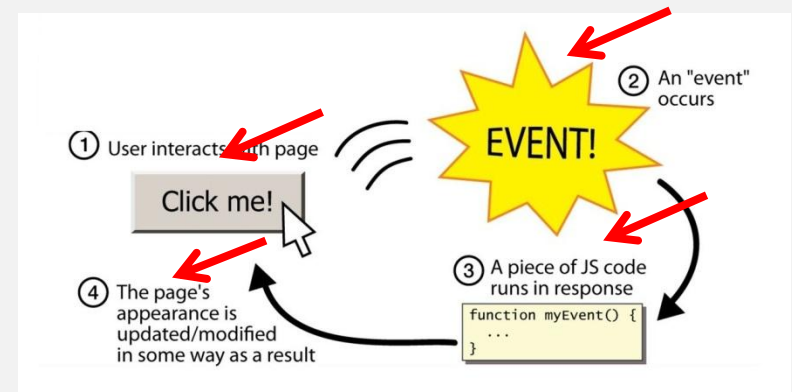 1 User interacts with page
Click me!
EVENT!
2 An "event"
occurs
3 A piece of JS code
runs in response
function myEvent() {
...
}
4 The page's
appearance is
updated/modified
in some way as a result